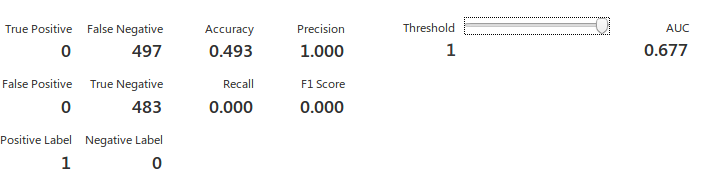 True Positive False Negative Accuracy Precision Threshold AUC
0 497 0.493 1.000 1 0.677
False Positive True Negative Recall F1 Score
0 483 0.000 0.000
Positive Label Negative Label
1 0